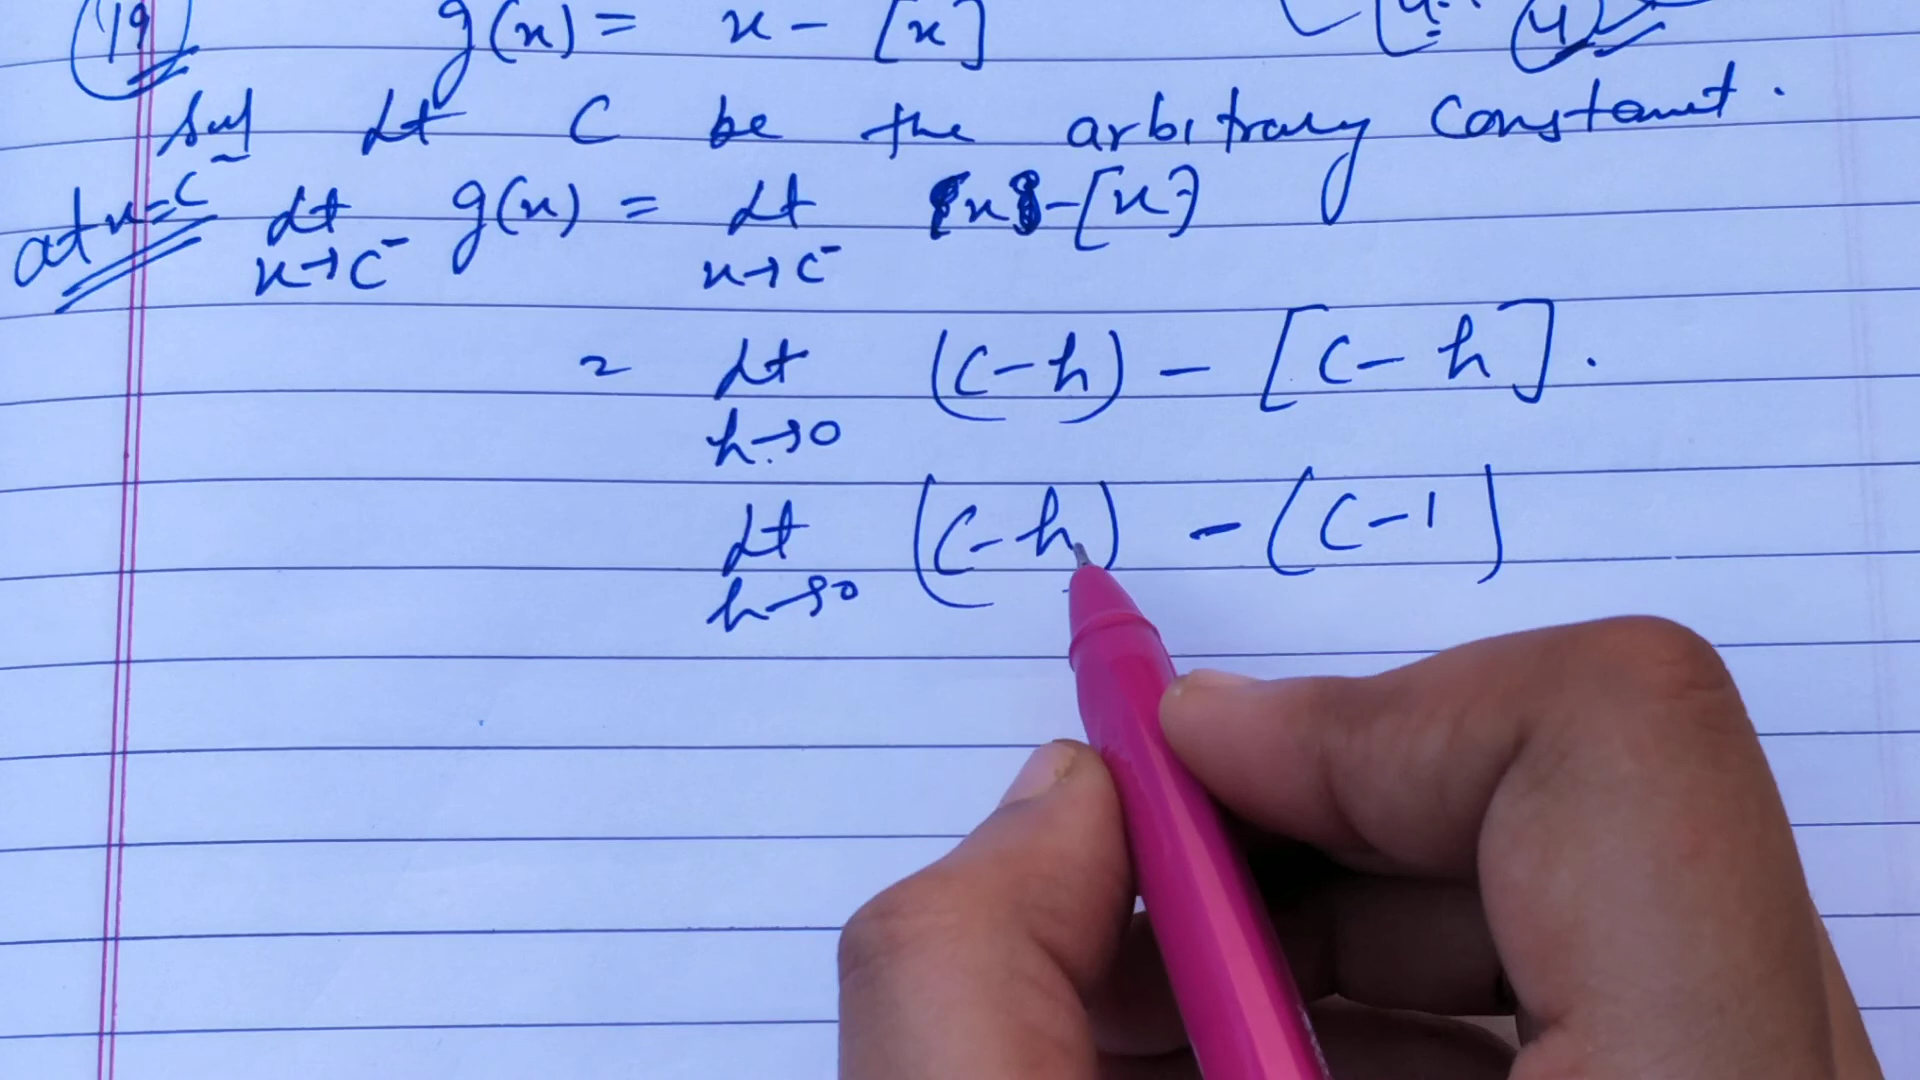 19 g(x) = x - [x]
Sol Lt C be the arbitrary constant.
at x=c⁻ Lt x→c⁻ g(x) = Lt x→c⁻ x-[x]
= Lt h→0 (c-h) - [c-h].
Lt h→0 (c-h) - (c-1)